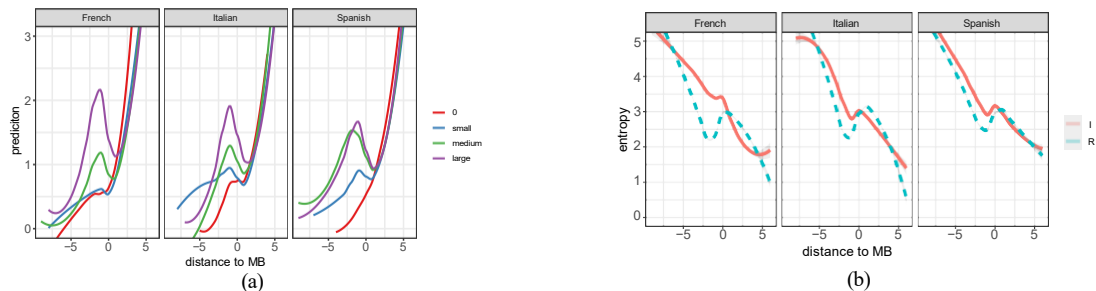 French Italian Spanish
3
2
1
0
prediciton
−5 0 5 −5 0 5 −5 0 5
distance to MB
0
small
medium
large
(a)
French Italian Spanish
5
4
3
2
1
0
entropy
−5 0 5 −5 0 5 −5 0 5
distance to MB
I
R
(b)